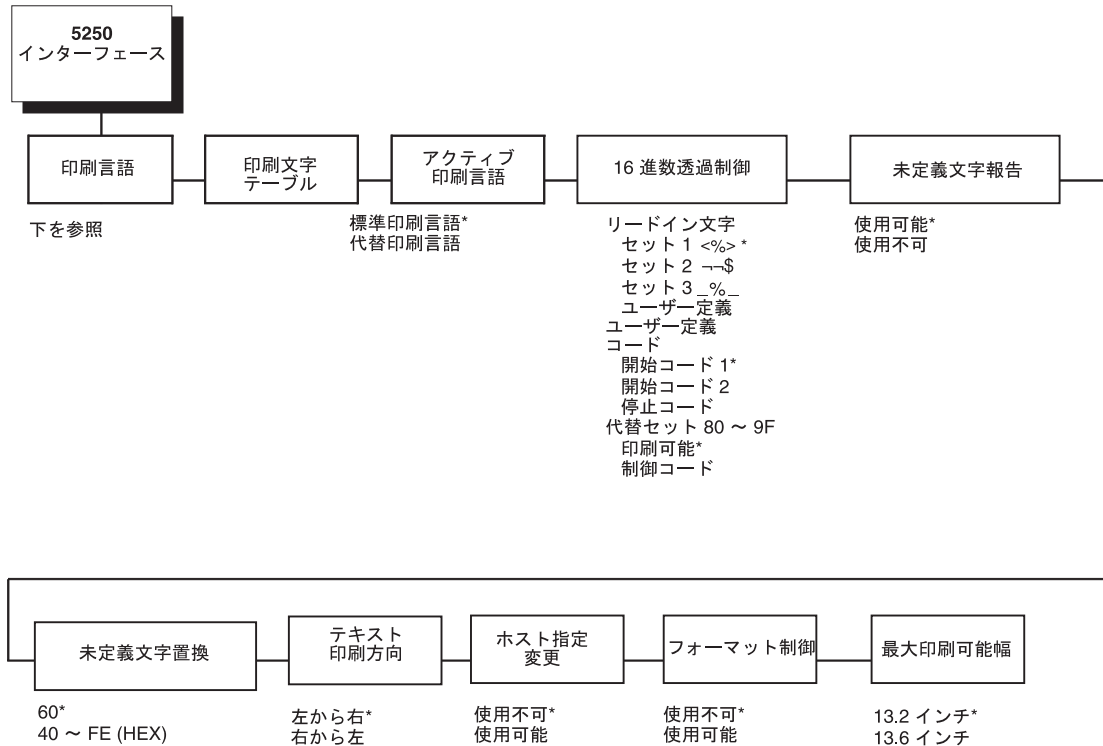 5250
インターフェース
印刷言語
下を参照
印刷文字
テーブル
アクティブ
印刷言語
標準印刷言語*
代替印刷言語
16 進数透過制御
リードイン文字
セット 1 <%> *
セット 2 ¬¬$
セット 3 _%_
ユーザー定義
ユーザー定義
コード
開始コード 1*
開始コード 2
停止コード
代替セット 80 ～ 9F
印刷可能*
制御コード
未定義文字報告
使用可能*
使用不可
未定義文字置換
60*
40 ～ FE (HEX)
テキスト
印刷方向
左から右*
右から左
ホスト指定
変更
使用不可*
使用可能
フォーマット制御
使用不可*
使用可能
最大印刷可能幅
13.2 インチ*
13.6 インチ